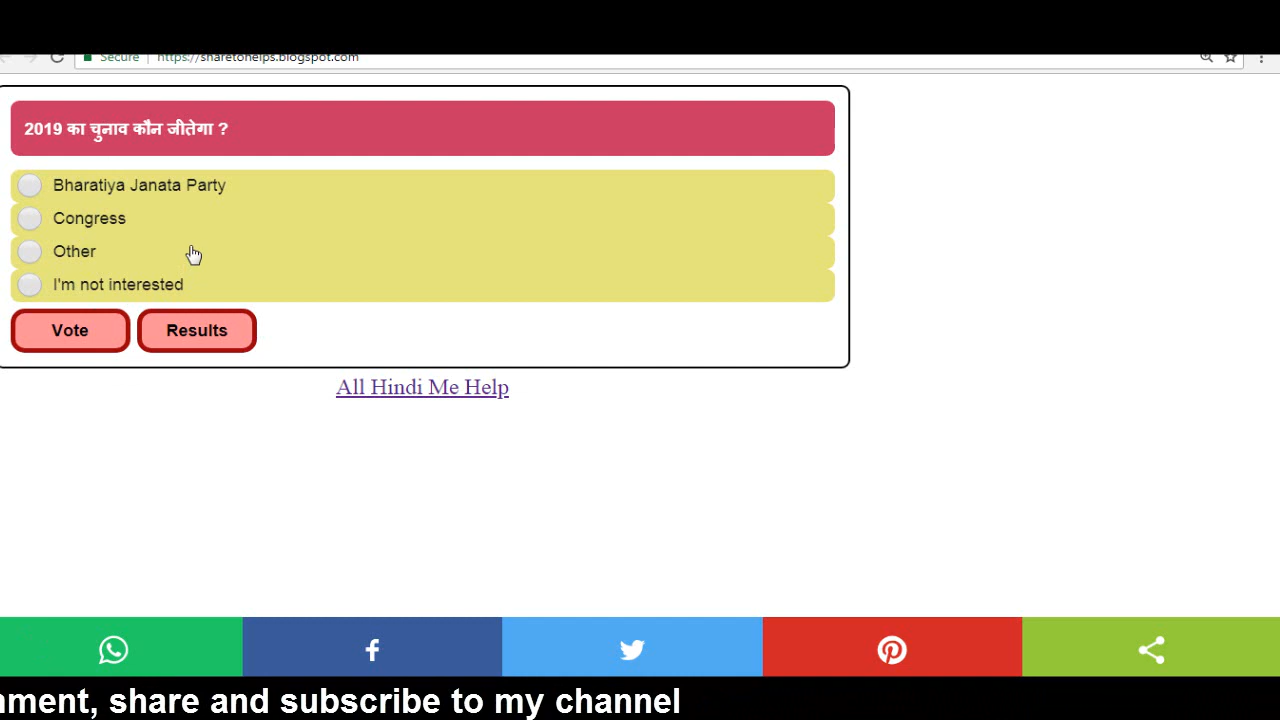 Secure | https://sharetohelps.blogspot.com
2019 का चुनाव कौन जीतेगा ?
Bharatiya Janata Party
Congress
Other
I'm not interested
Vote Results
All Hindi Me Help
share and subscribe to my channel